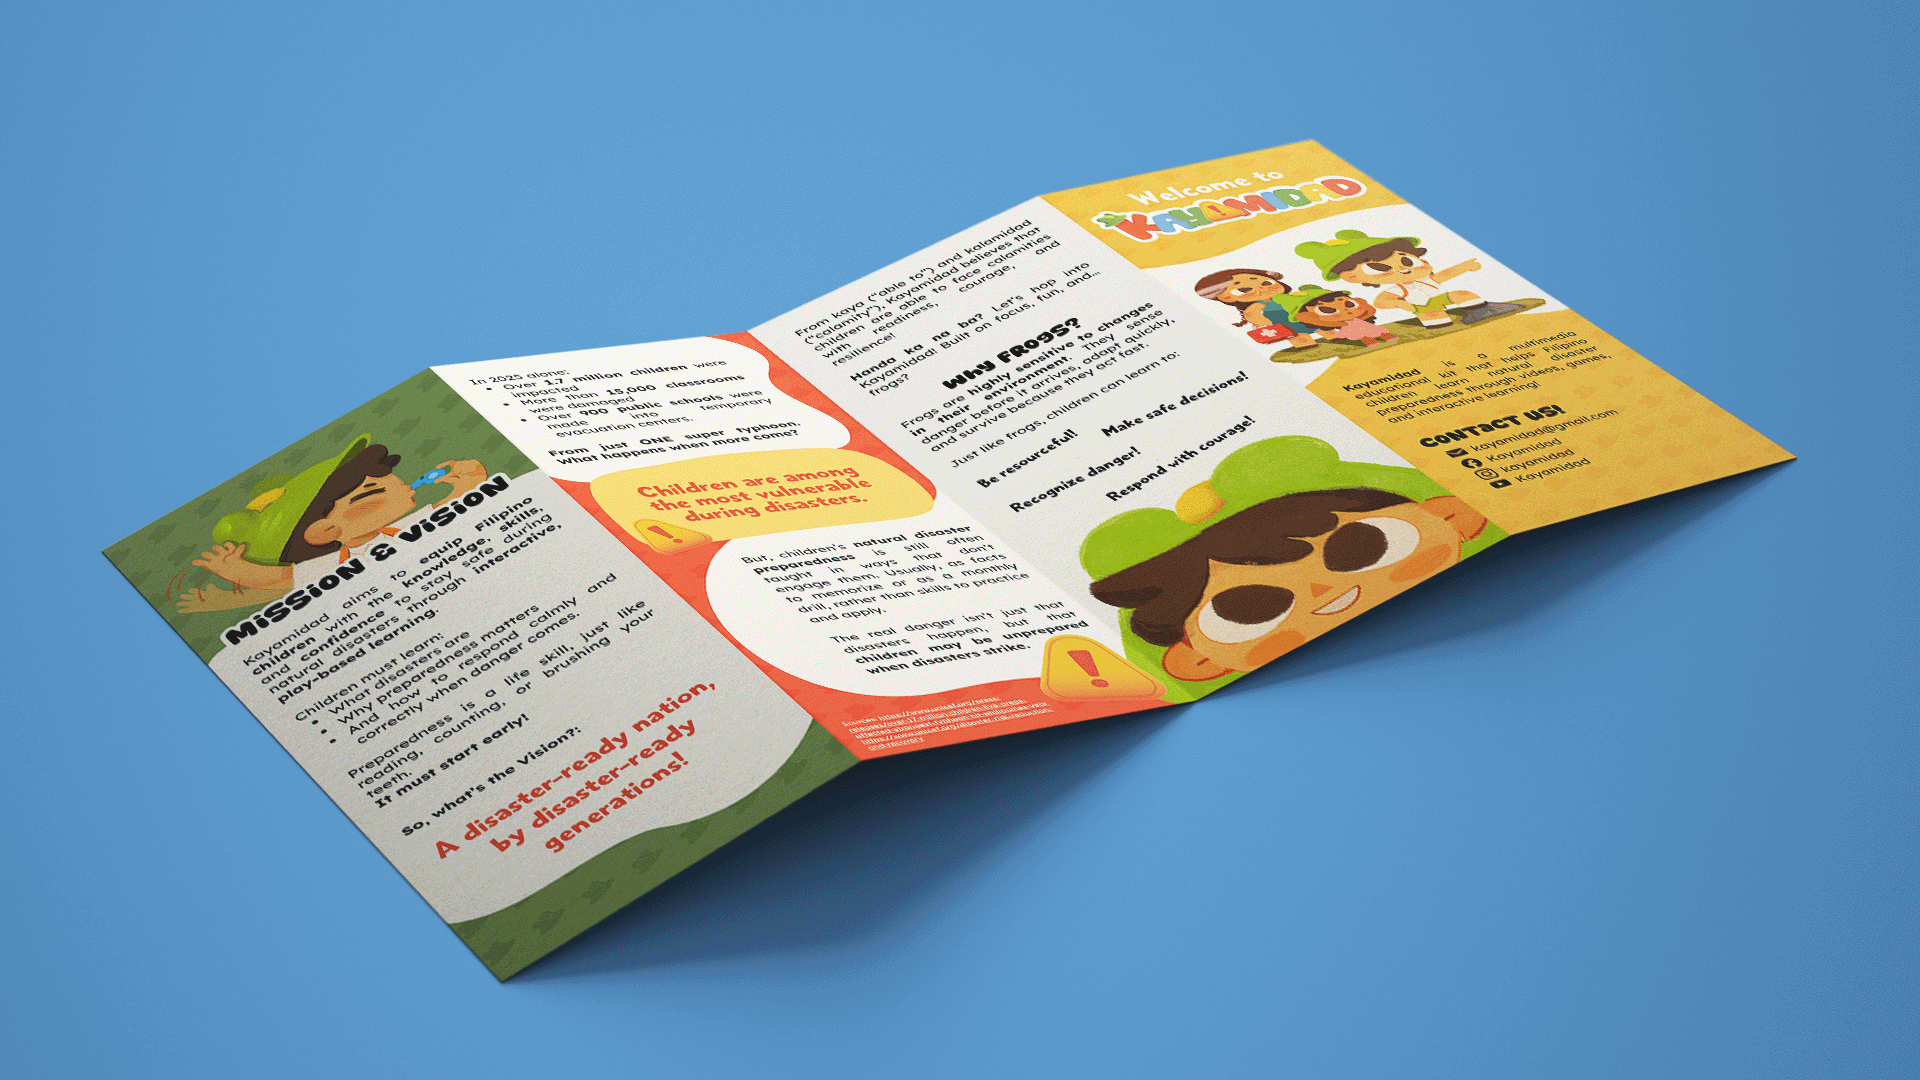 MiSSiON & ViSiON
Kayamidad aims to equip Filipino
children with the knowledge, skills,
and confidence to stay safe during
natural disasters through interactive,
play-based learning.
Children must learn:
• What disasters are
• Why preparedness matters
• And how to respond calmly and
correctly when danger comes.
Preparedness is a life skill, just like
reading, counting, or brushing your
teeth.
It must start early!
So, what's the Vision?:
A disaster-ready nation,
by disaster-ready
generations!
In 2025 alone:
• Over 1.7 million children were
impacted
• More than 15,000 classrooms
were damaged
• Over 900 public schools were
made into temporary
evacuation centers.
From just ONE super typhoon.
What happens when more come?
Children are among
the most vulnerable
during disasters.
But, children's natural disaster
preparedness is still often
taught in ways that don't
engage them. Usually, as facts
to memorize or as a monthly
drill, rather than skills to practice
and apply.
The real danger isn't just that
disasters happen, but that
children may be unprepared
when disasters strike.
From kaya ("able to") and kalamidad
("calamity"), Kayamidad believes that
children are able to face calamities
with readiness, courage, and
resilience!
Handa ka na ba? Let's hop into
Kayamidad! Built on focus, fun, and...
frogs?
WHY FROGS?
Frogs are highly sensitive to changes
in their environment. They sense
danger before it arrives, adapt quickly,
and survive because they act fast.
Just like frogs, children can learn to:
Be resourceful!
Make safe decisions!
Recognize danger!
Respond with courage!
Welcome to
KAYAMIDAD
Kayamidad is a multimedia
educational kit that helps Filipino
children learn natural disaster
preparedness through videos, games,
and interactive learning!
CONTACT US!
kayamidad@gmail.com
Kayamidad
kayamidad
Kayamidad